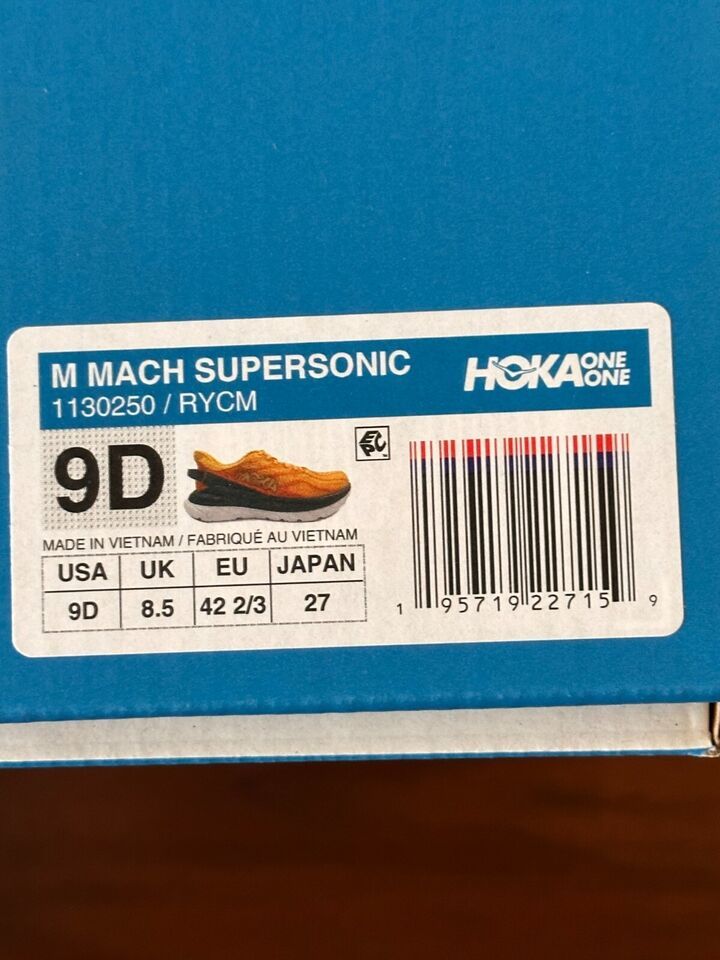 M MACH SUPERSONIC
1130250 / RYCM
HOKA ONE ONE
9D
EPC
MADE IN VIETNAM / FABRIQUÉ AU VIETNAM
USA UK EU JAPAN
9D 8.5 42 2/3 27
1 95719 22715 9